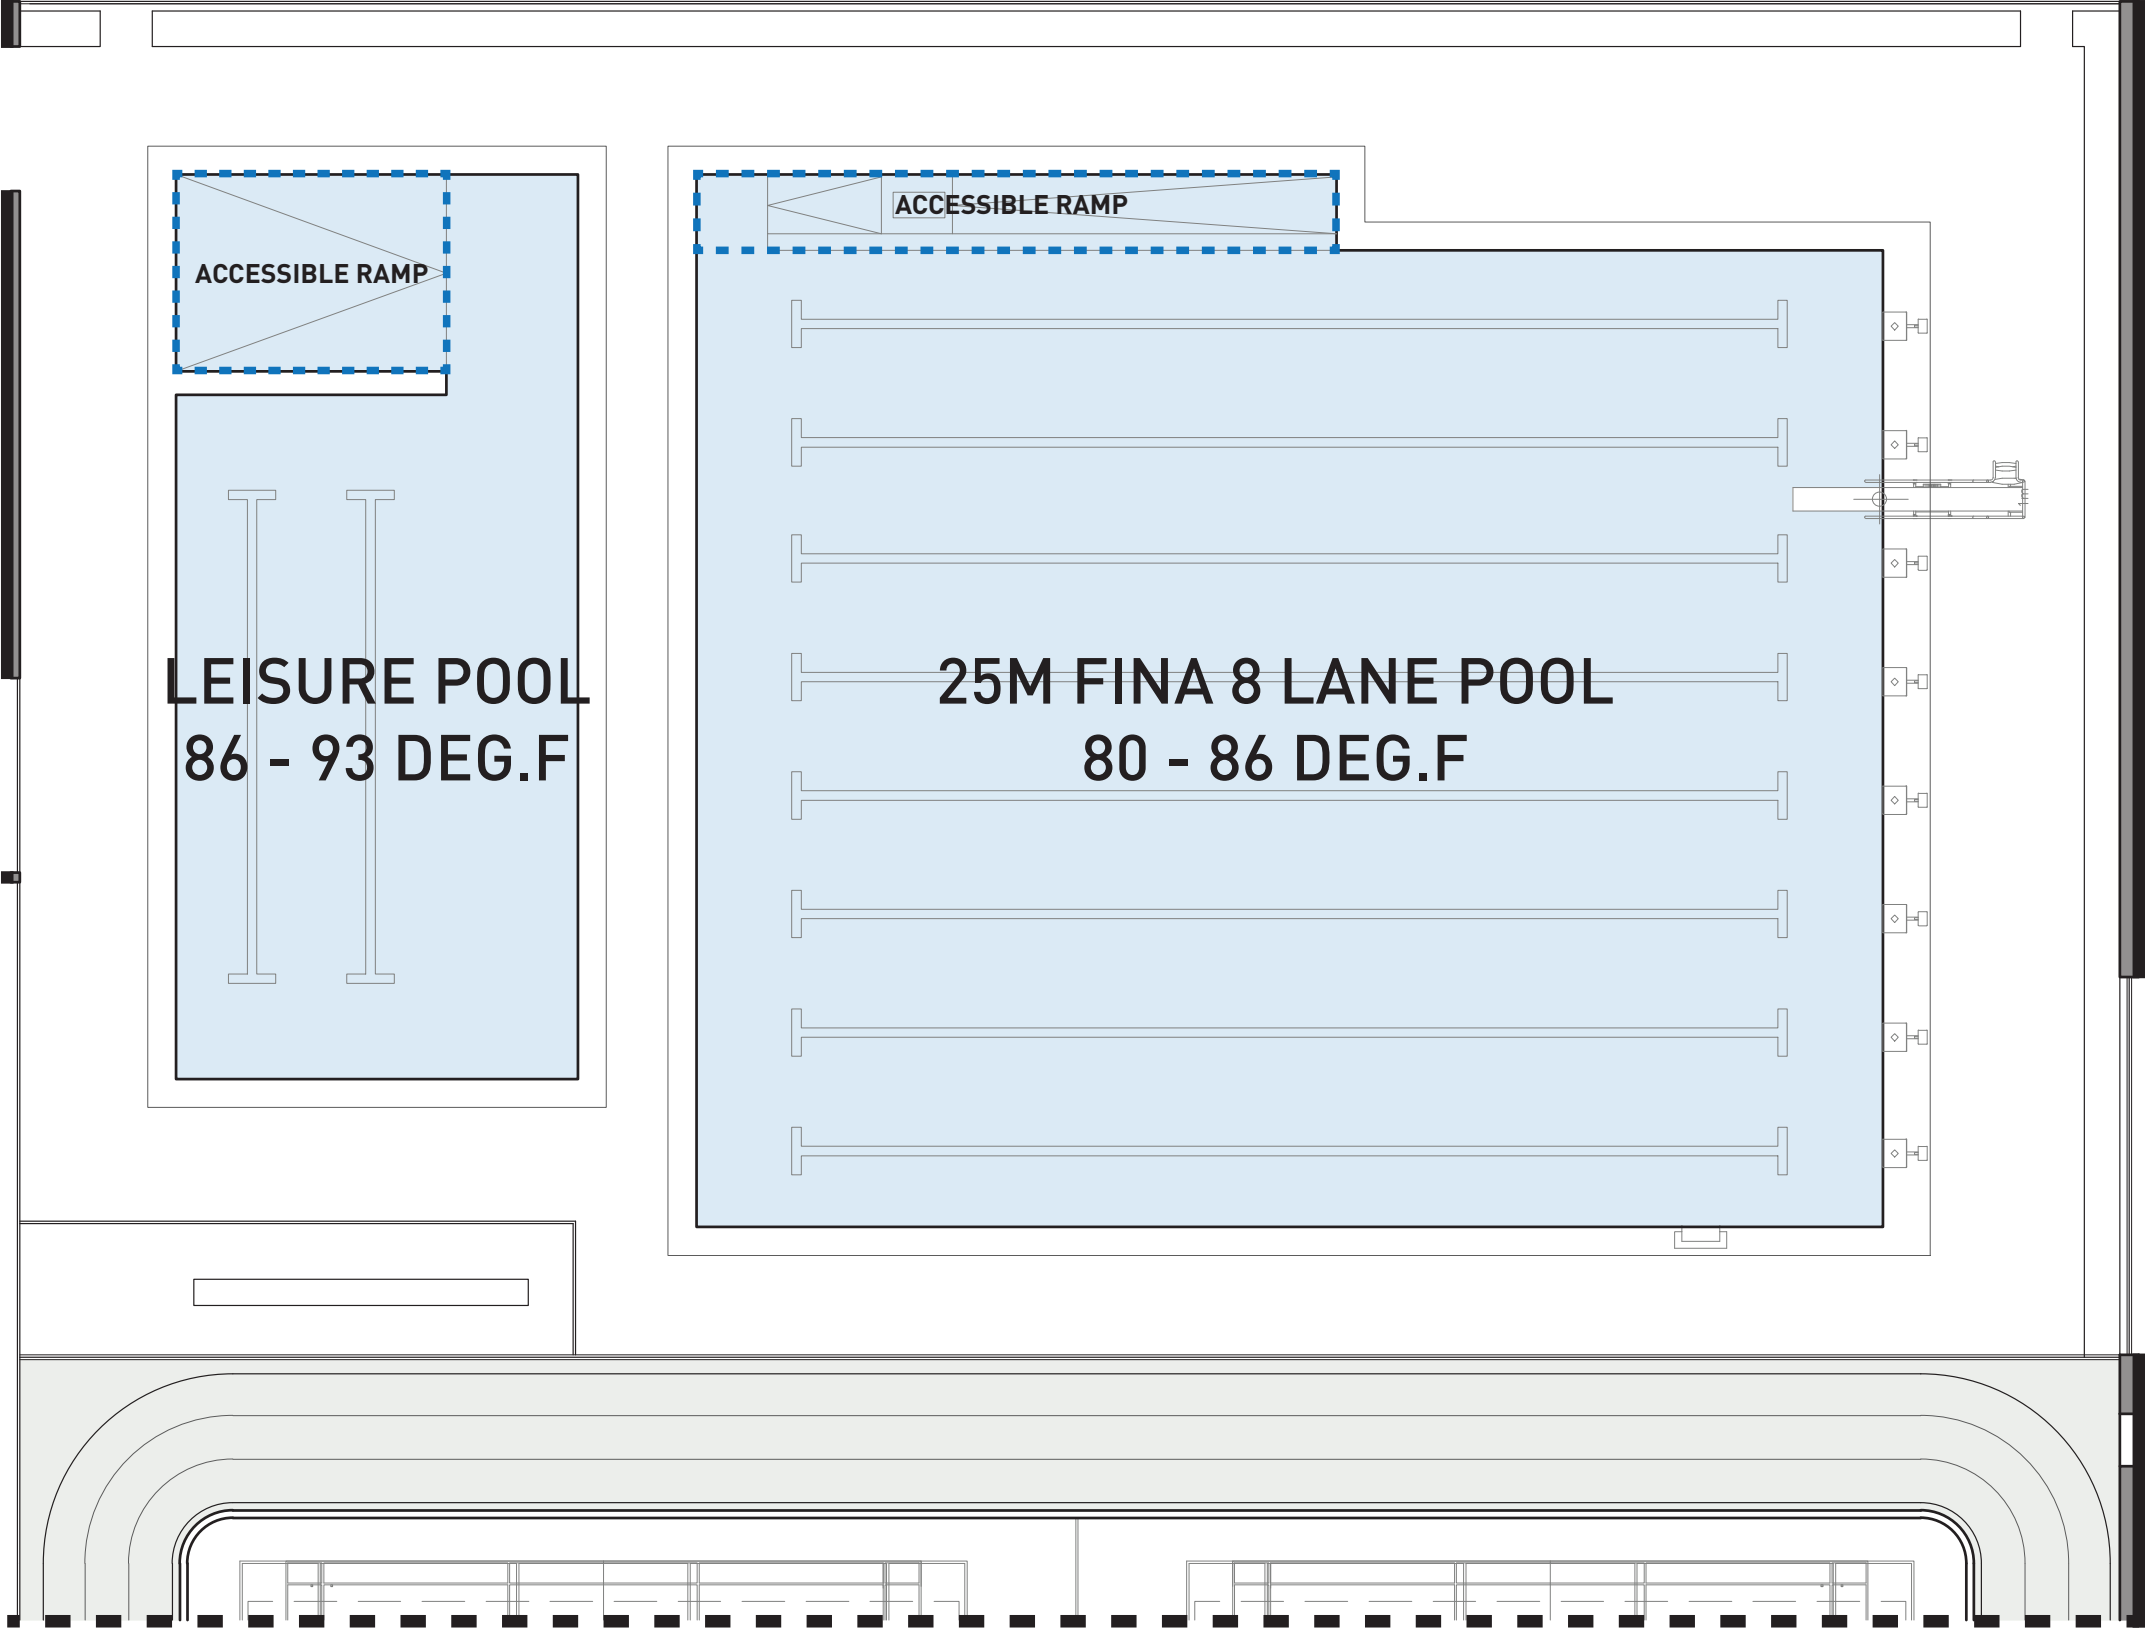 ACCESSIBLE RAMP
ACCESSIBLE RAMP
LEISURE POOL
86 - 93 DEG.F
25M FINA 8 LANE POOL
80 - 86 DEG.F